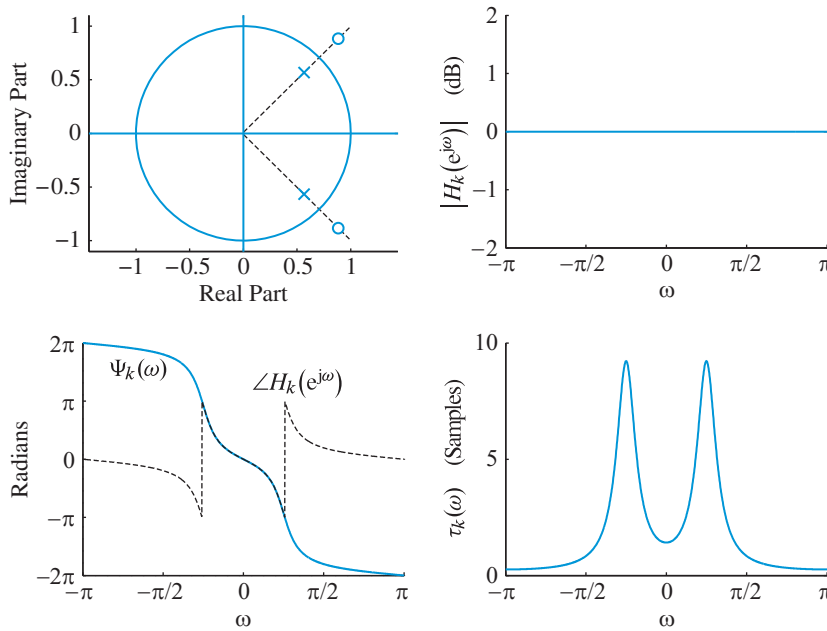 1
0.5
0
−0.5
−1
Imaginary Part
−1
−0.5
0
0.5
1
Real Part
2
1
0
−1
−2
|H_k(e^{jω})| (dB)
−π
−π/2
0
π/2
π
ω
2π
π
0
−π
−2π
Radians
Ψ_k(ω)
∠H_k(e^{jω})
−π
−π/2
0
π/2
π
ω
10
5
0
τ_k(ω) (Samples)
−π
−π/2
0
π/2
π
ω